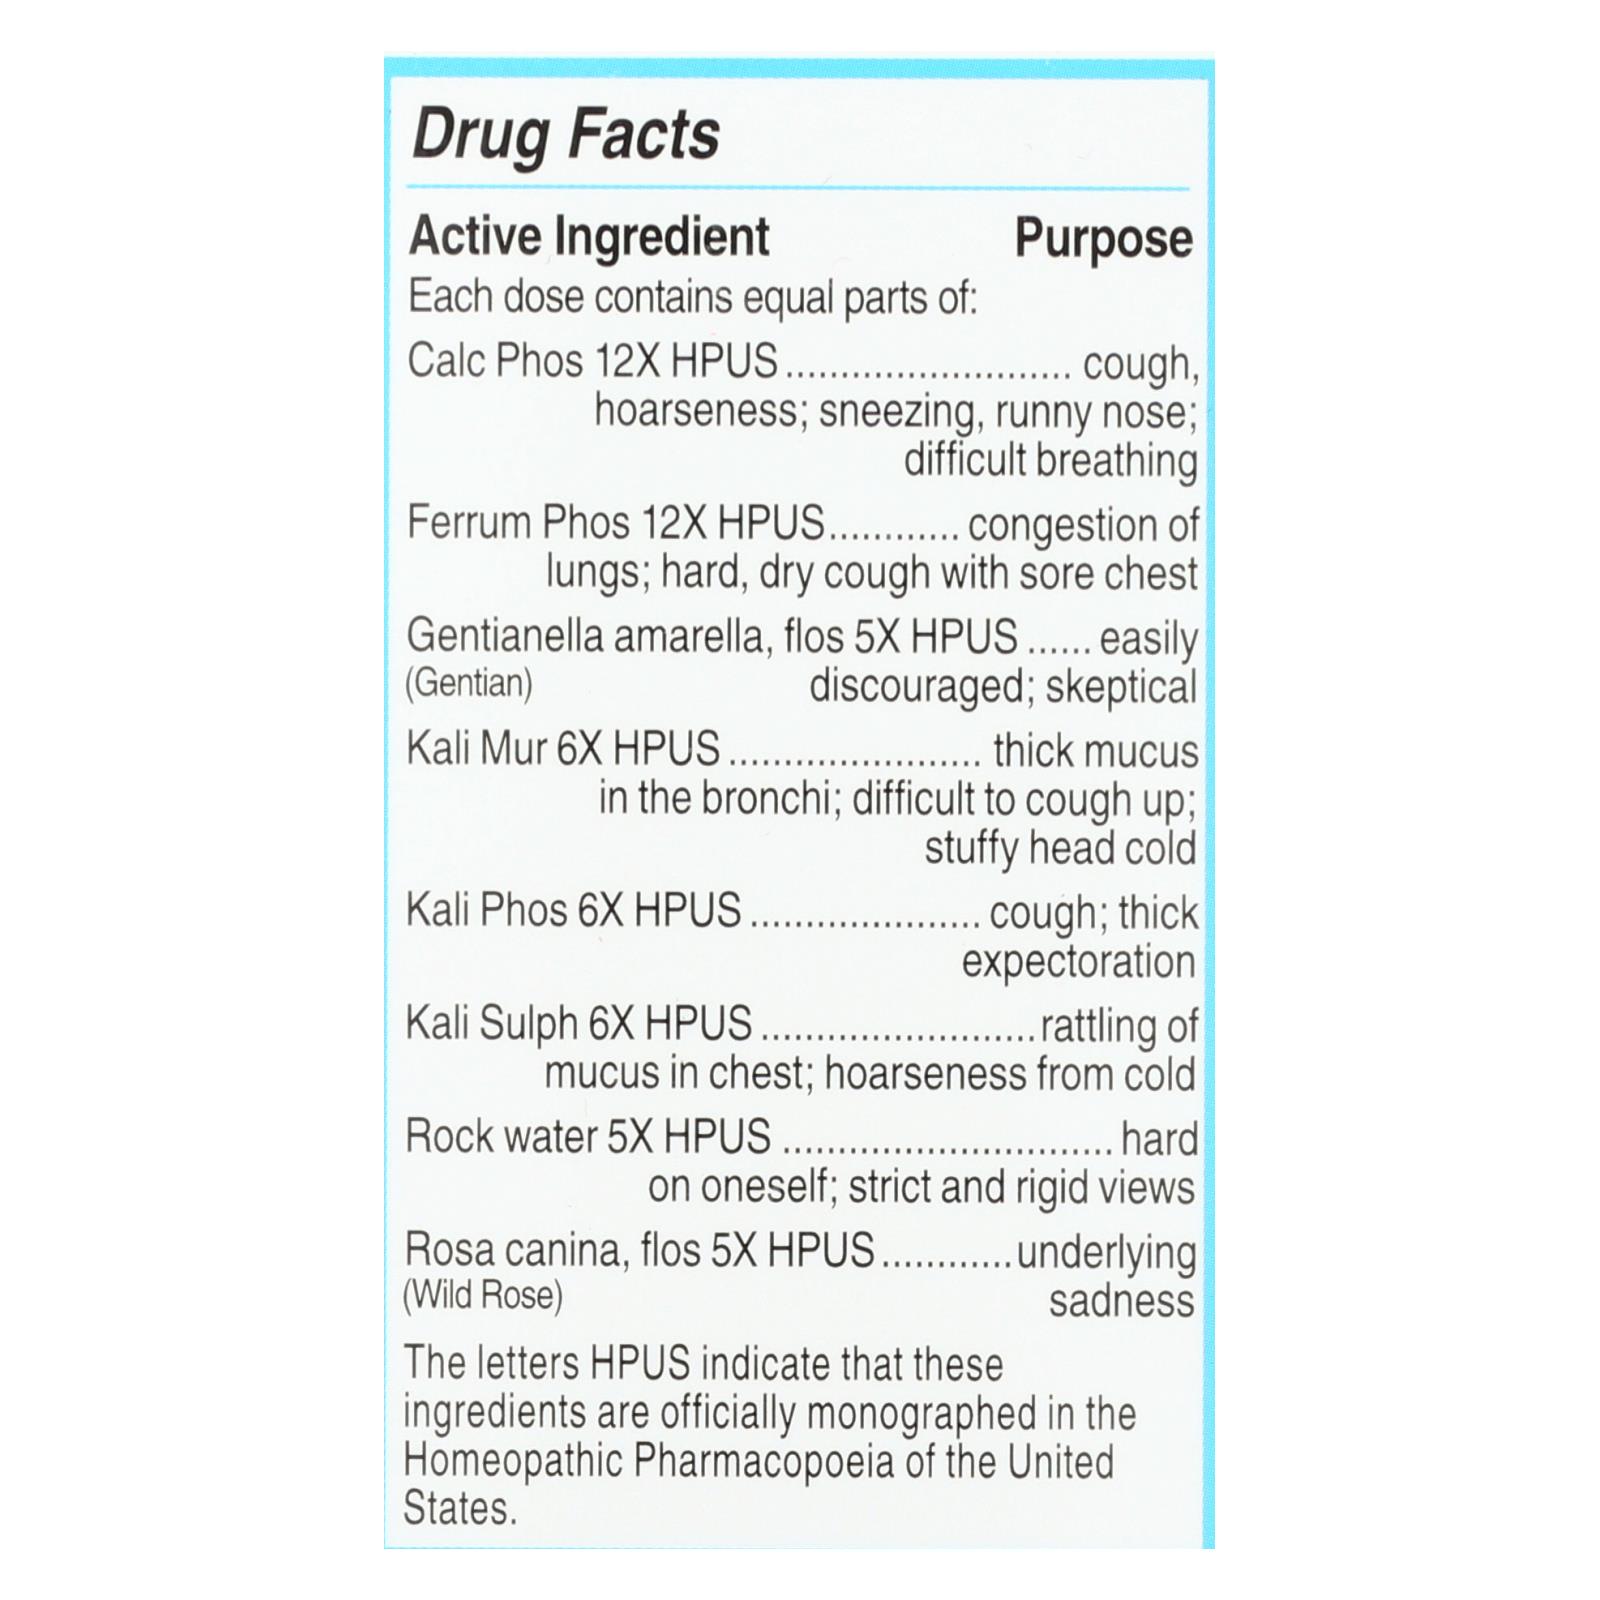 Drug Facts
Active Ingredient Purpose
Each dose contains equal parts of:
Calc Phos 12X HPUS .......................... cough,
hoarseness; sneezing, runny nose;
difficult breathing
Ferrum Phos 12X HPUS............ congestion of
lungs; hard, dry cough with sore chest
Gentianella amarella, flos 5X HPUS ...... easily
(Gentian) discouraged; skeptical
Kali Mur 6X HPUS ....................... thick mucus
in the bronchi; difficult to cough up;
stuffy head cold
Kali Phos 6X HPUS ..................... cough; thick
expectoration
Kali Sulph 6X HPUS .........................rattling of
mucus in chest; hoarseness from cold
Rock water 5X HPUS .............................. hard
on oneself; strict and rigid views
Rosa canina, flos 5X HPUS............underlying
(Wild Rose) sadness
The letters HPUS indicate that these
ingredients are officially monographed in the
Homeopathic Pharmacopoeia of the United
States.